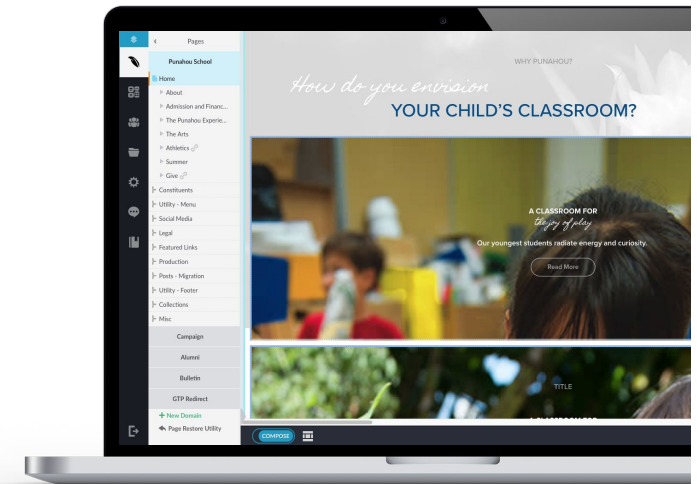 Pages
Punahou School
Home
About
Admission and Financ...
The Punahou Experie...
The Arts
Athletics
Summer
Give
Constituents
Utility - Menu
Social Media
Legal
Featured Links
Production
Posts - Migration
Utility - Footer
Collections
Misc
Campaign
Alumni
Bulletin
GTP Redirect
+ New Domain
Page Restore Utility
WHY PUNAHOU?
How do you envision
YOUR CHILD'S CLASSROOM?
A CLASSROOM FOR
the joy of play
Our youngest students radiate energy and curiosity.
Read More
TITLE
A CLASSROOM FOR
COMPOSE